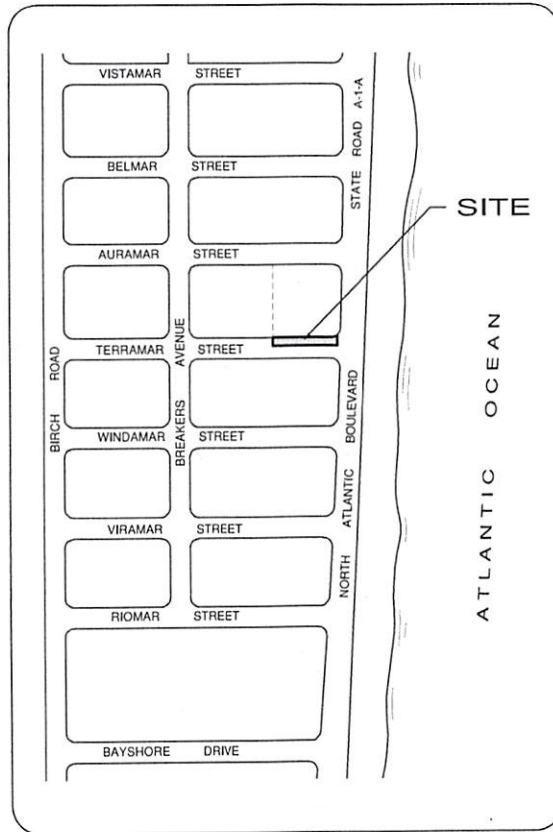 VISTAMAR STREET
BELMAR STREET
STATE ROAD A-1-A
SITE
AURAMAR STREET
TERRAMAR STREET
BIRCH ROAD
BREAKERS AVENUE
WINDAMAR STREET
NORTH ATLANTIC BOULEVARD
ATLANTIC OCEAN
VIRAMAR STREET
RIOMAR STREET
BAYSHORE DRIVE